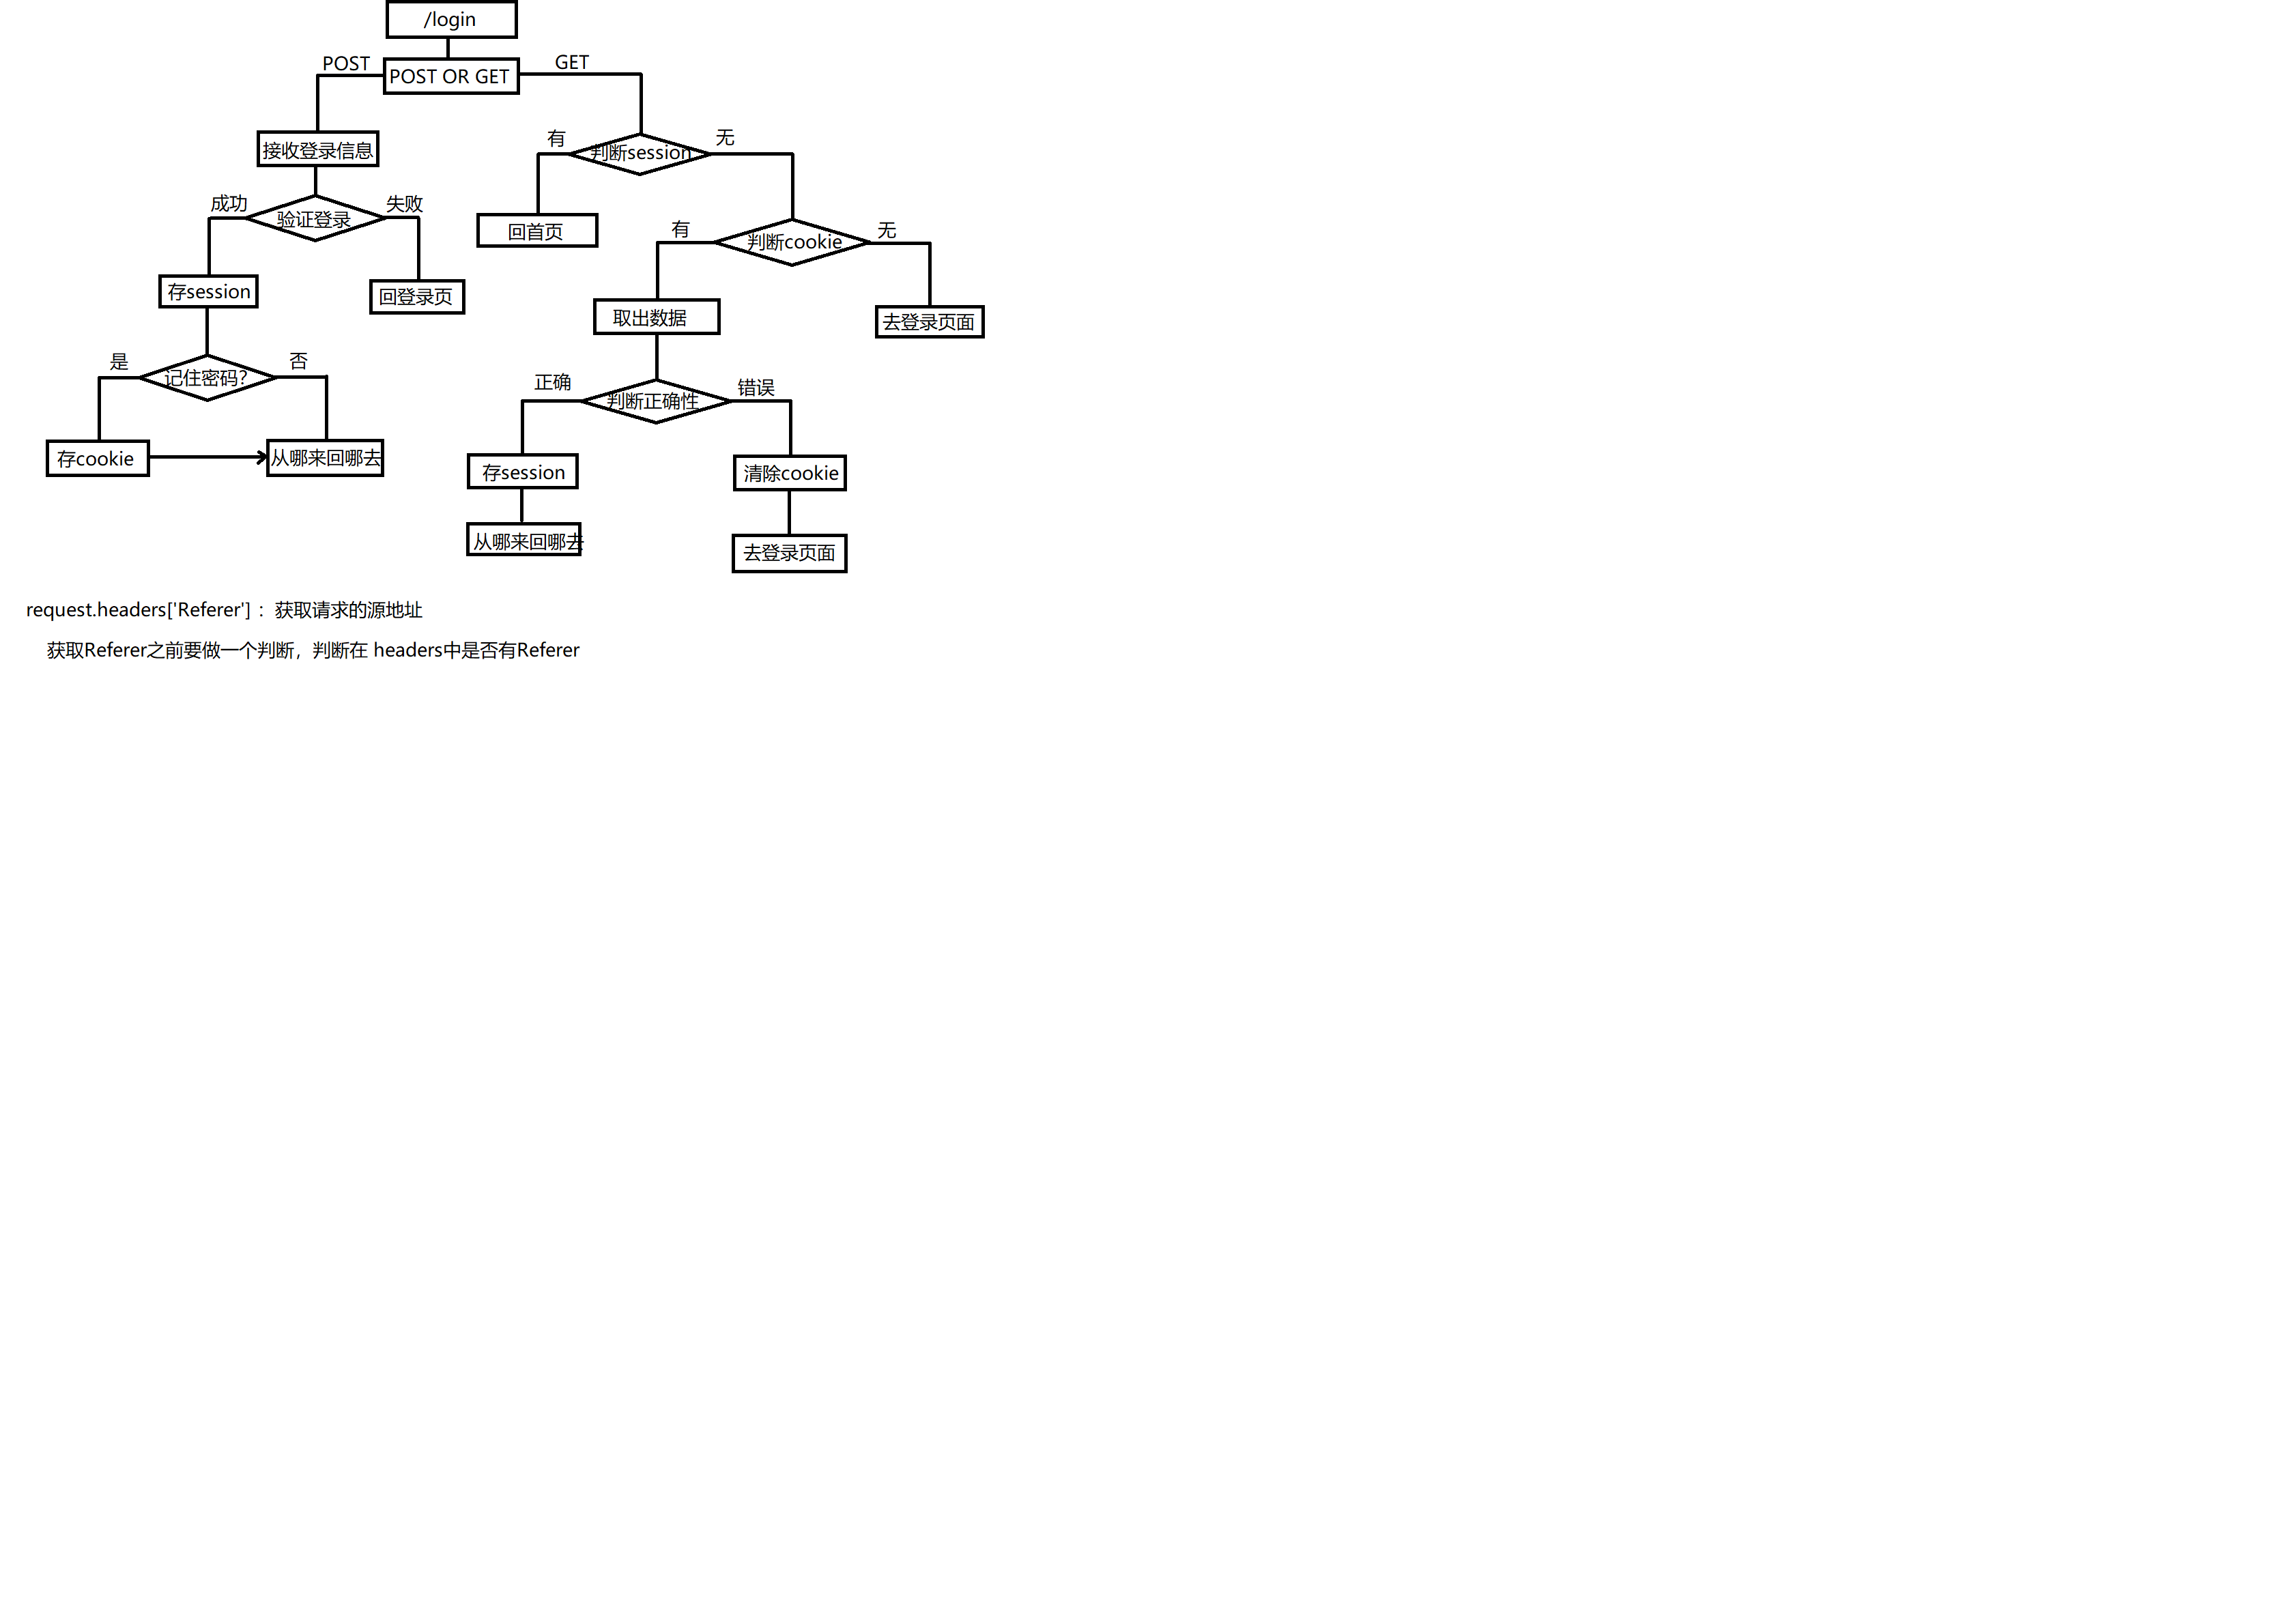 /login
POST
POST OR GET
GET
接收登录信息
有
判断session
无
成功
验证登录
失败
回首页
有
判断cookie
无
存session
回登录页
取出数据
去登录页面
是
记住密码?
否
正确
判断正确性
错误
存cookie
从哪来回哪去
存session
清除cookie
从哪来回哪去
去登录页面
request.headers['Referer'] ：获取请求的源地址
获取Referer之前要做一个判断，判断在 headers中是否有Referer